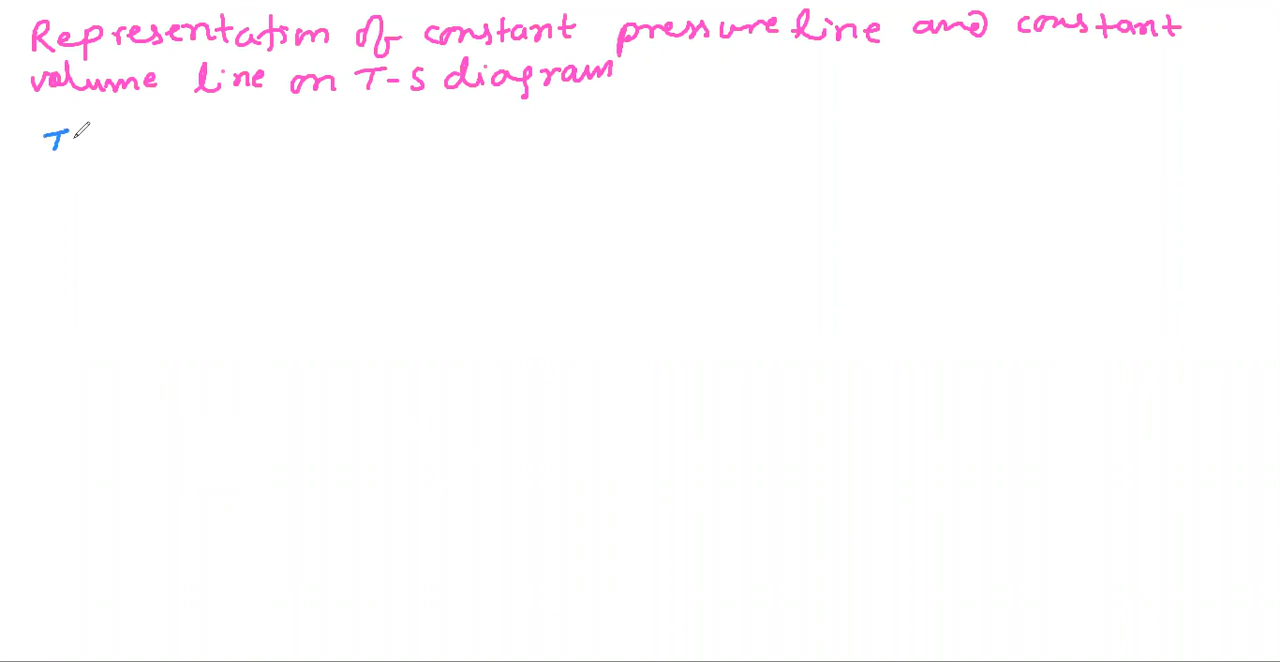 Representation of constant pressure line and constant
volume line on T-S diagram
T